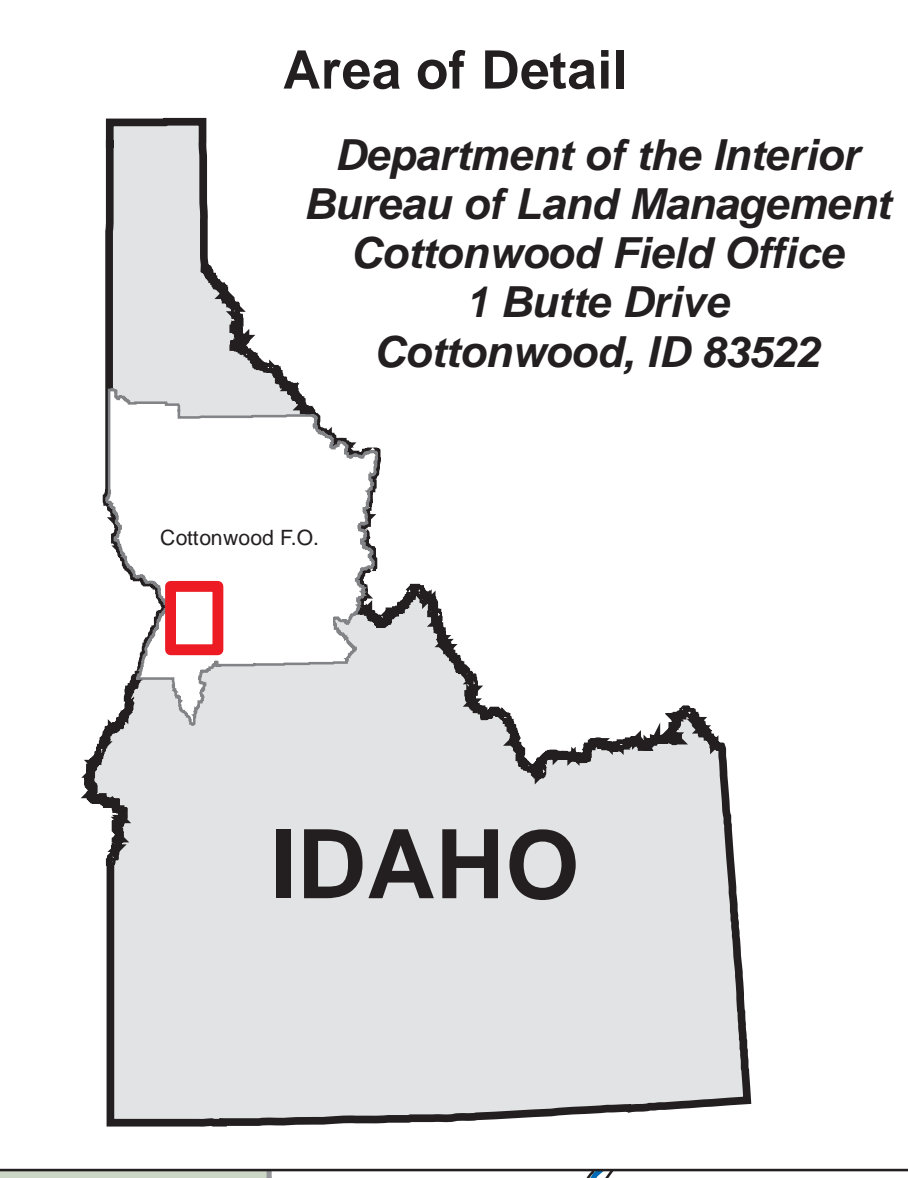 Area of Detail
Department of the Interior
Bureau of Land Management
Cottonwood Field Office
1 Butte Drive
Cottonwood, ID 83522
Cottonwood F.O.
IDAHO